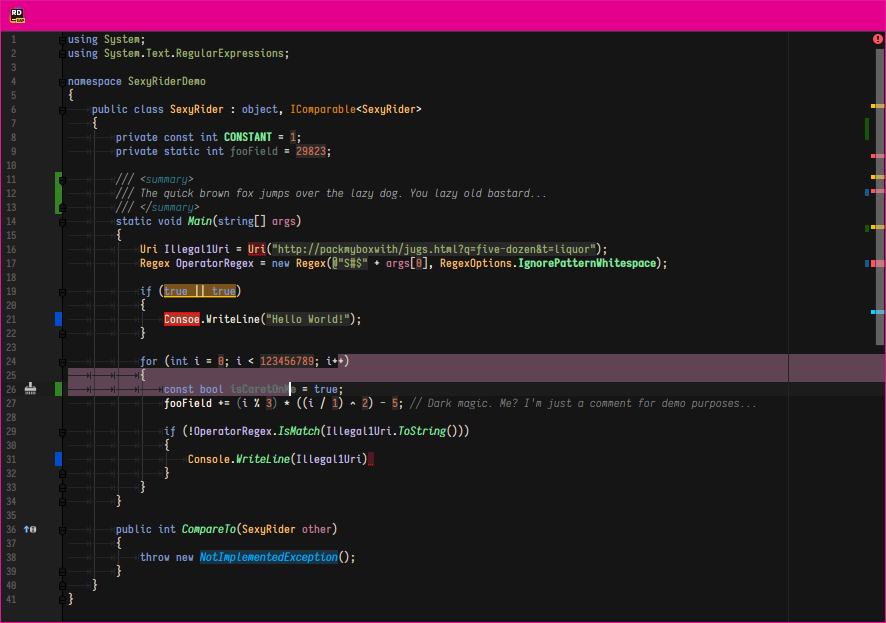 RD
1 using System;
2 using System.Text.RegularExpressions;
3
4 namespace SexyRiderDemo
5 {
6 public class SexyRider : object, IComparable<SexyRider>
7 {
8 private const int CONSTANT = 1;
9 private static int fooField = 29823;
10
11 /// <summary>
12 /// The quick brown fox jumps over the lazy dog. You lazy old bastard...
13 /// </summary>
14 static void Main(string[] args)
15 {
16 Uri Illegal1Uri = Uri("http://packmyboxwith/jugs.html?q=five-dozen&t=liquor");
17 Regex OperatorRegex = new Regex(@"S#$" + args[0], RegexOptions.IgnorePatternWhitespace);
18
19 if (true || true)
20 {
21 Consoe.WriteLine("Hello World!");
22 }
23
24 for (int i = 0; i < 123456789; i++)
25 {
26 const bool isCaretOnMe = true;
27 fooField += (i % 3) * ((i / 1) ^ 2) - 5; // Dark magic. Me? I'm just a comment for demo purposes...
28
29 if (!OperatorRegex.IsMatch(Illegal1Uri.ToString()))
30 {
31 Console.WriteLine(Illegal1Uri)
32 }
33 }
34 }
35
36 public int CompareTo(SexyRider other)
37 {
38 throw new NotImplementedException();
39 }
40 }
41 }